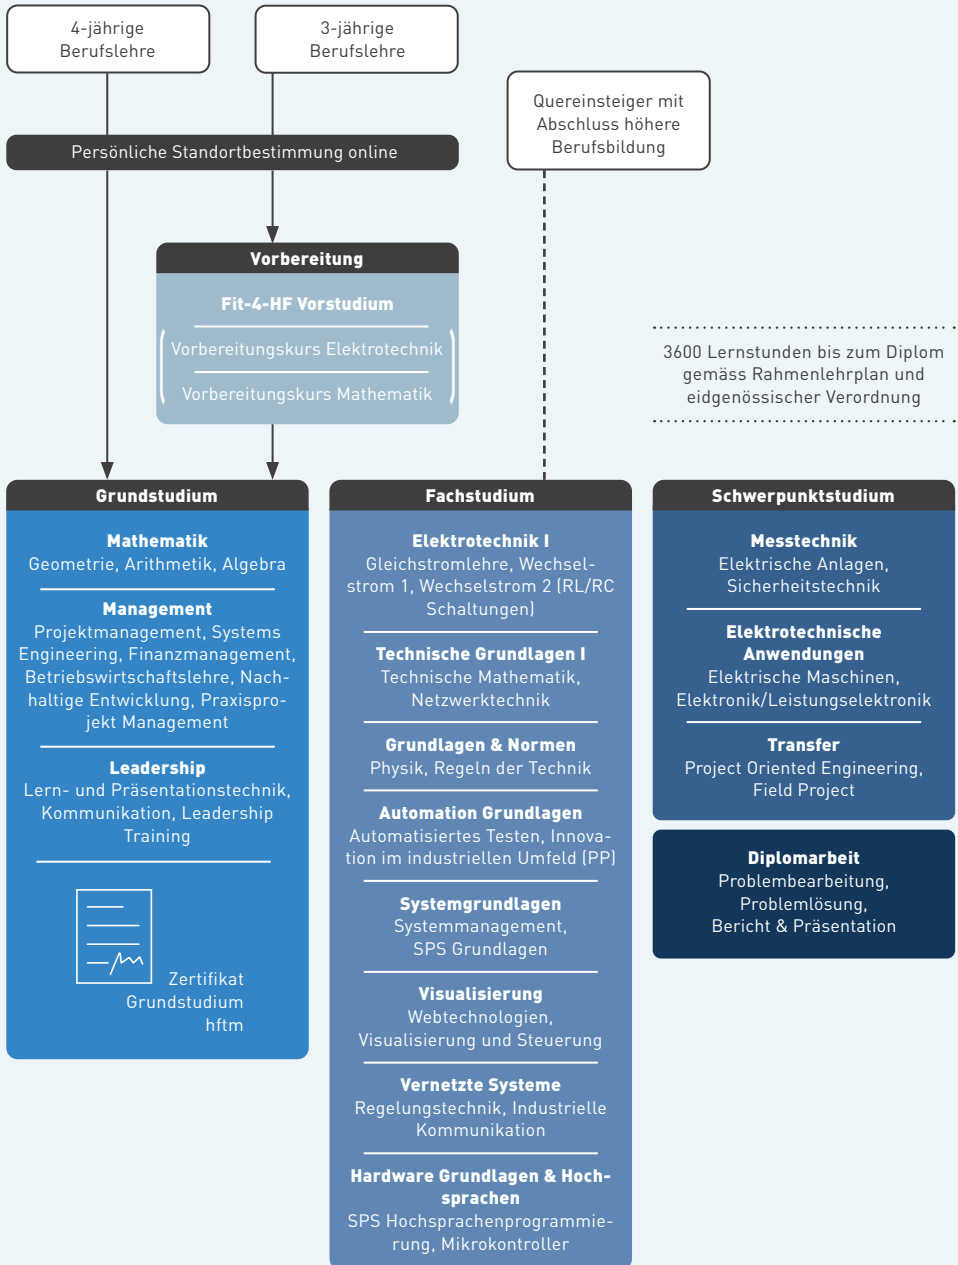 4-jährige
Berufslehre
3-jährige
Berufslehre
Quereinsteiger mit
Abschluss höhere
Berufsbildung
Persönliche Standortbestimmung online
Vorbereitung
Fit-4-HF Vorstudium
Vorbereitungskurs Elektrotechnik
Vorbereitungskurs Mathematik
3600 Lernstunden bis zum Diplom
gemäss Rahmenlehrplan und
eidgenössischer Verordnung
Grundstudium
Mathematik
Geometrie, Arithmetik, Algebra
Management
Projektmanagement, Systems
Engineering, Finanzmanagement,
Betriebswirtschaftslehre, Nach-
haltige Entwicklung, Praxispro-
jekt Management
Leadership
Lern- und Präsentationstechnik,
Kommunikation, Leadership
Training
Zertifikat
Grundstudium
hftm
Fachstudium
Elektrotechnik I
Gleichstromlehre, Wechsel-
strom 1, Wechselstrom 2 (RL/RC
Schaltungen)
Technische Grundlagen I
Technische Mathematik,
Netzwerktechnik
Grundlagen & Normen
Physik, Regeln der Technik
Automation Grundlagen
Automatisiertes Testen, Innova-
tion im industriellen Umfeld (PP)
Systemgrundlagen
Systemmanagement,
SPS Grundlagen
Visualisierung
Webtechnologien,
Visualisierung und Steuerung
Vernetzte Systeme
Regelungstechnik, Industrielle
Kommunikation
Hardware Grundlagen & Hoch-
sprachen
SPS Hochsprachenprogrammie-
rung, Mikrokontroller
Schwerpunktstudium
Messtechnik
Elektrische Anlagen,
Sicherheitstechnik
Elektrotechnische
Anwendungen
Elektrische Maschinen,
Elektronik/Leistungselektronik
Transfer
Project Oriented Engineering,
Field Project
Diplomarbeit
Problembearbeitung,
Problemlösung,
Bericht & Präsentation